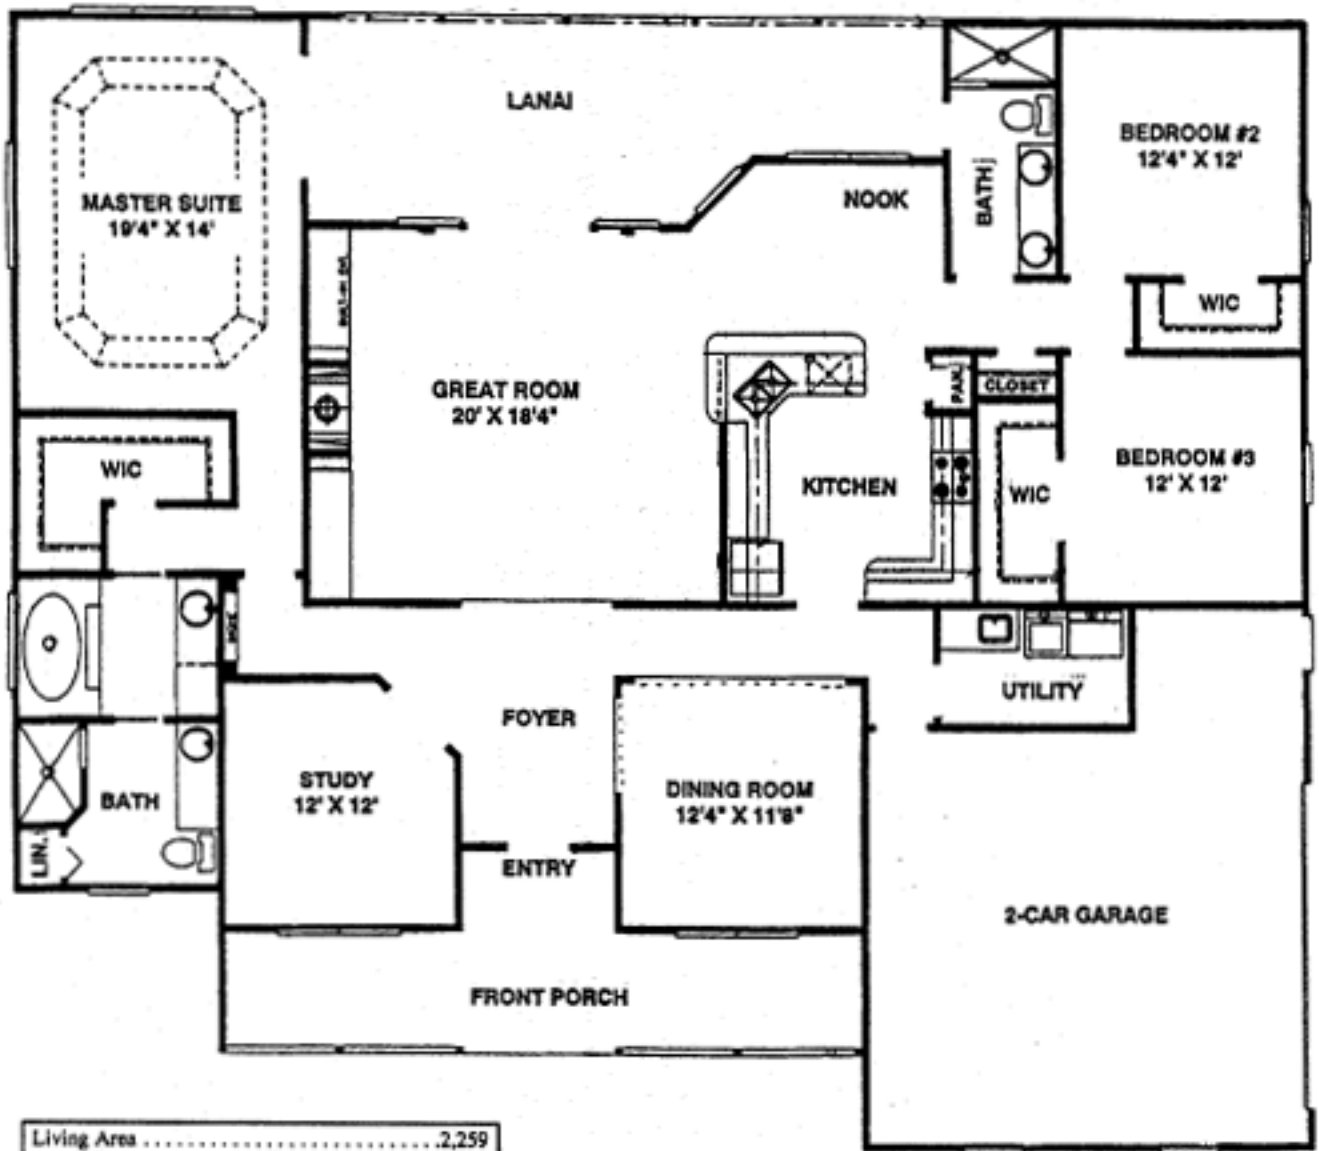 LANAI
MASTER SUITE
19'4" X 14'
BEDROOM #2
12'4" X 12'
BATH
NOOK
WIC
GREAT ROOM
20' X 18'4"
PAN.
CLOSET
WIC
KITCHEN
WIC
BEDROOM #3
12' X 12'
UTILITY
FOYER
STUDY
12' X 12'
DINING ROOM
12'4" X 11'8"
BATH
LIN.
ENTRY
2-CAR GARAGE
FRONT PORCH
Living Area .............................2,259